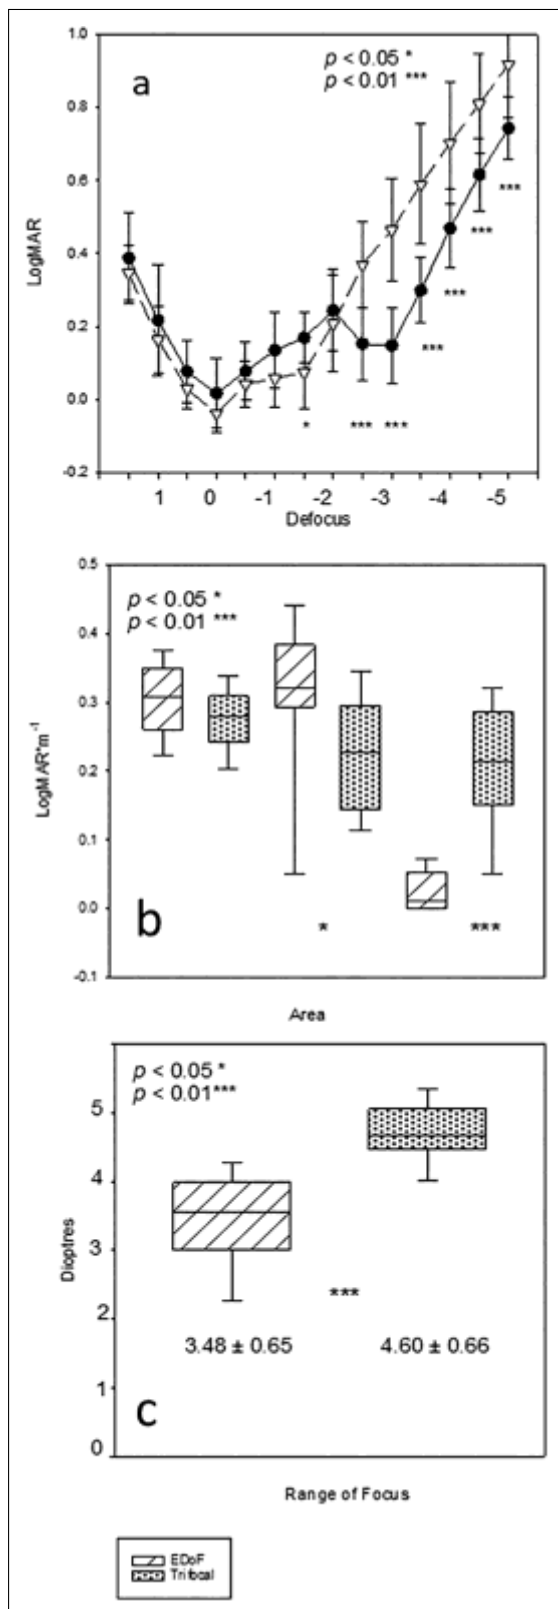 a
p < 0.05 *
p < 0.01 ***
LogMAR
1.0
0.8
0.6
0.4
0.2
0.0
-0.2
***
***
***
***
* *** ***
1 0 -1 -2 -3 -4 -5
Defocus
p < 0.05 *
p < 0.01 ***
LogMAR*m⁻¹
0.5
0.4
0.3
0.2
0.1
0.0
-0.1
b
* ***
Area
p < 0.05 *
p < 0.01***
Dioptres
5
4
3
2
1
0
***
3.48 ± 0.65 4.60 ± 0.66
c
Range of Focus
EDoF
Trifocal